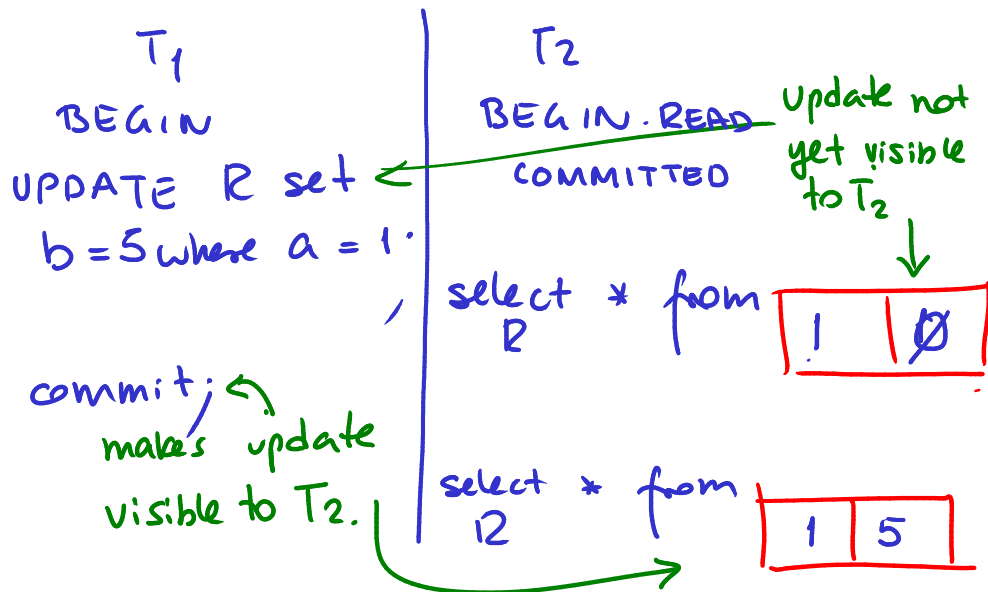 T1
BEGIN
UPDATE R set
b = 5 where a = 1
commit;
makes update
visible to T2.
T2
BEGIN. READ
COMMITTED
update not
yet visible
to T2
select * from
R
1 0
select * from
R
1 5